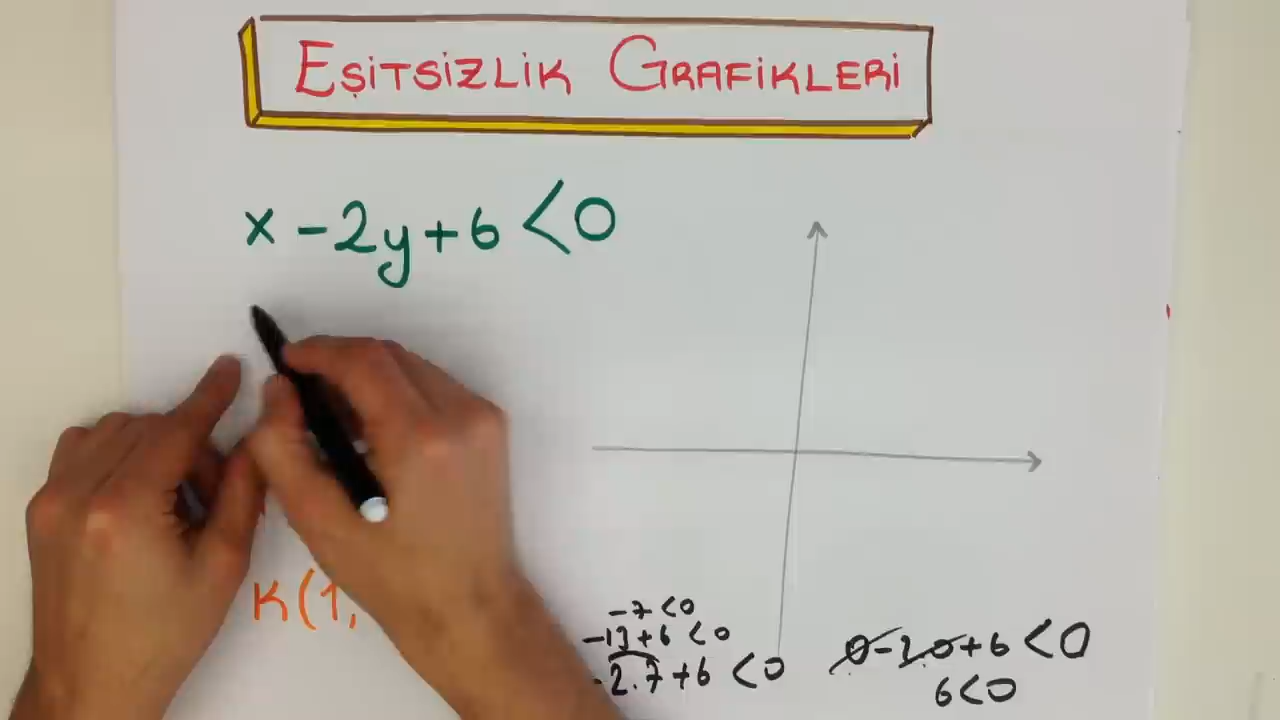 EŞİTSİZLİK GRAFİKLERİ
x - 2y + 6 < 0
K(1,
-7 < 0
-13 + 6 < 0
-2.7 + 6 < 0
0 - 2.0 + 6 < 0
6 < 0